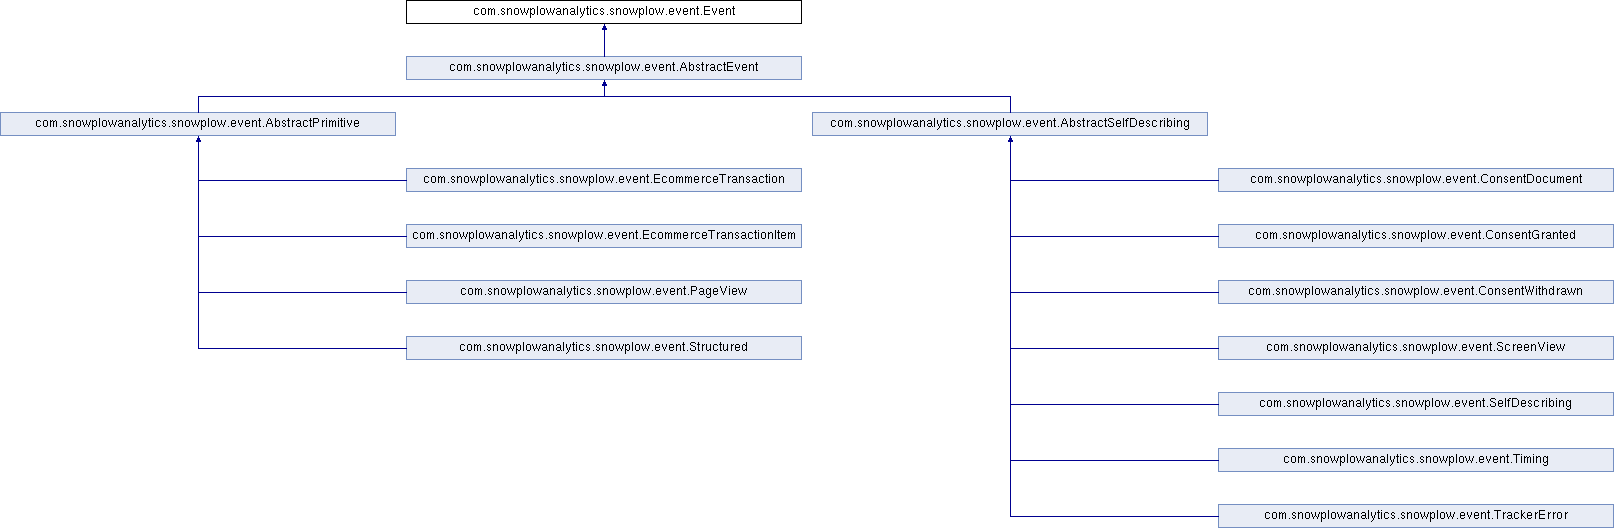 com.snowplowanalytics.snowplow.event.Event
com.snowplowanalytics.snowplow.event.AbstractEvent
com.snowplowanalytics.snowplow.event.AbstractPrimitive
com.snowplowanalytics.snowplow.event.AbstractSelfDescribing
com.snowplowanalytics.snowplow.event.EcommerceTransaction
com.snowplowanalytics.snowplow.event.ConsentDocument
com.snowplowanalytics.snowplow.event.EcommerceTransactionItem
com.snowplowanalytics.snowplow.event.ConsentGranted
com.snowplowanalytics.snowplow.event.PageView
com.snowplowanalytics.snowplow.event.ConsentWithdrawn
com.snowplowanalytics.snowplow.event.Structured
com.snowplowanalytics.snowplow.event.ScreenView
com.snowplowanalytics.snowplow.event.SelfDescribing
com.snowplowanalytics.snowplow.event.Timing
com.snowplowanalytics.snowplow.event.TrackerError